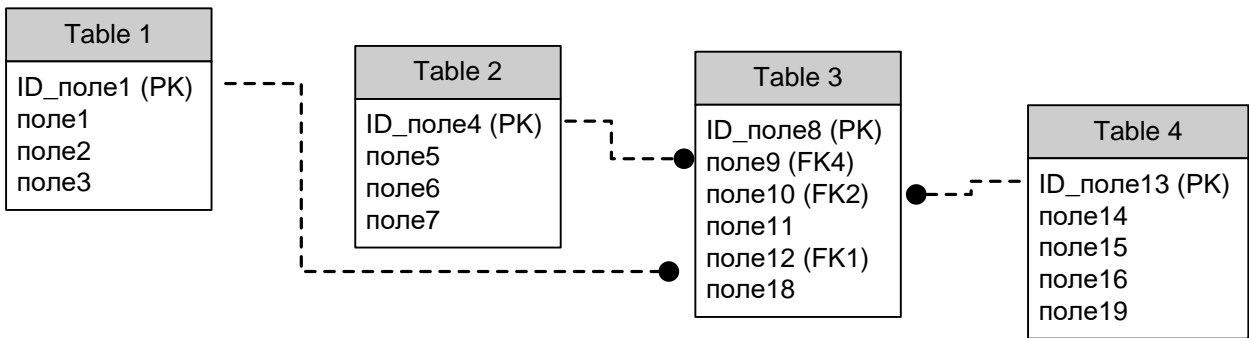 Table 1
ID_поле1 (PK)
поле1
поле2
поле3
Table 2
ID_поле4 (PK)
поле5
поле6
поле7
Table 3
ID_поле8 (PK)
поле9 (FK4)
поле10 (FK2)
поле11
поле12 (FK1)
поле18
Table 4
ID_поле13 (PK)
поле14
поле15
поле16
поле19